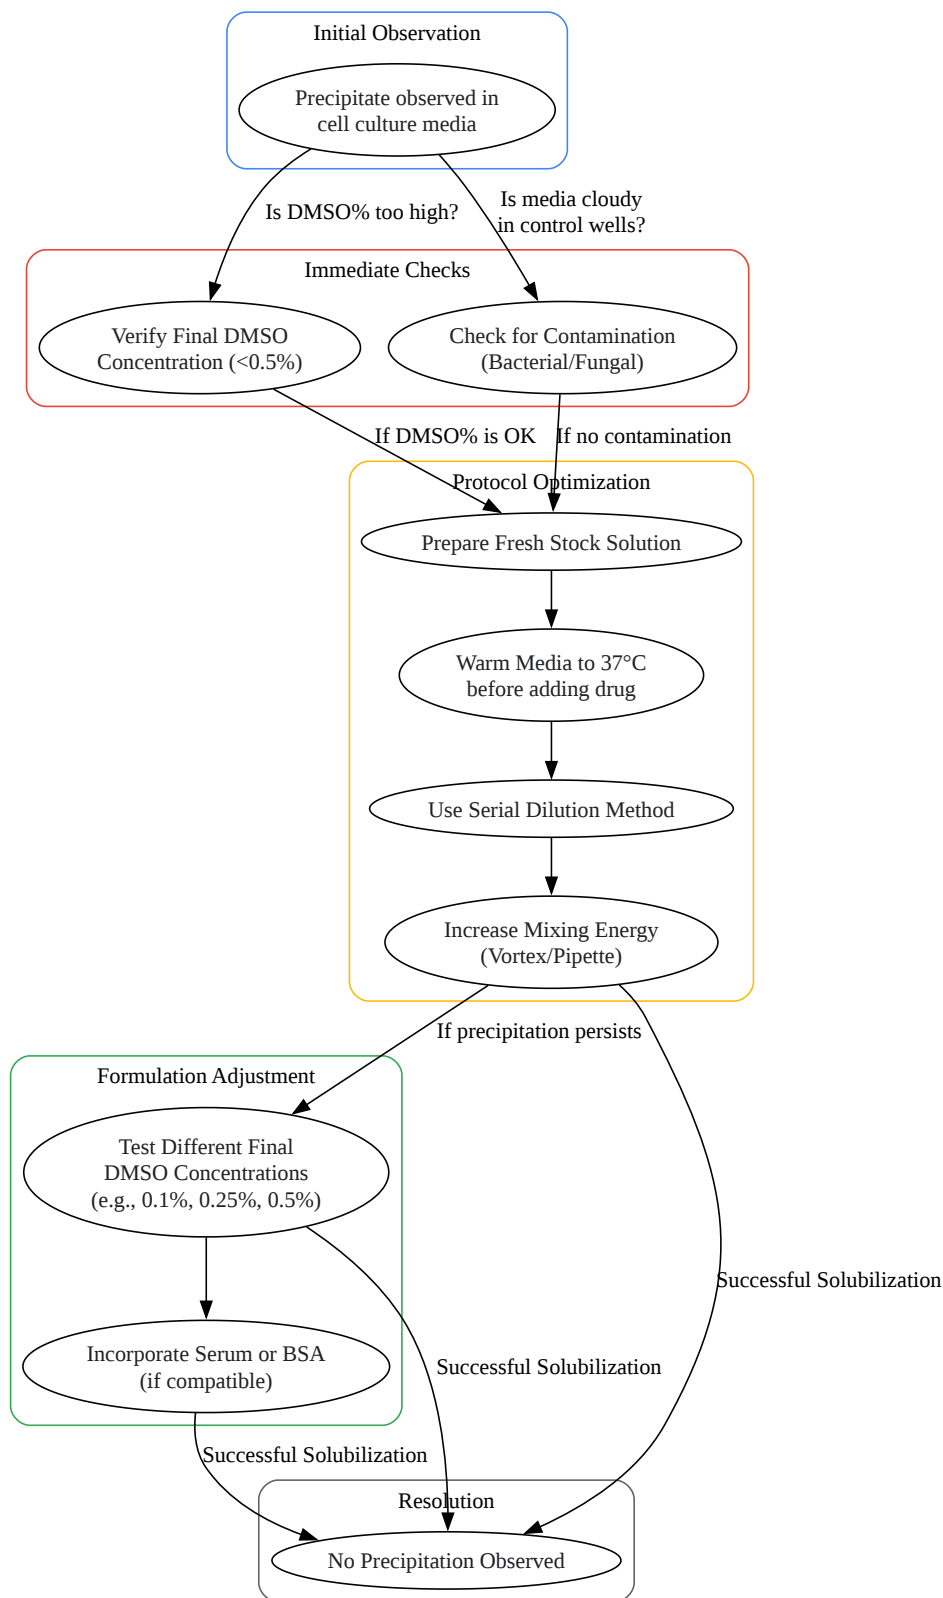 Initial Observation
Precipitate observed in
cell culture media
Is DMSO% too high?
Is media cloudy
in control wells?
Immediate Checks
Verify Final DMSO
Concentration (<0.5%)
Check for Contamination
(Bacterial/Fungal)
If DMSO% is OK
If no contamination
Protocol Optimization
Prepare Fresh Stock Solution
Warm Media to 37°C
before adding drug
Use Serial Dilution Method
Increase Mixing Energy
(Vortex/Pipette)
If precipitation persists
Formulation Adjustment
Test Different Final
DMSO Concentrations
(e.g., 0.1%, 0.25%, 0.5%)
Successful Solubilization
Incorporate Serum or BSA
(if compatible)
Successful Solubilization
Successful Solubilization
Resolution
No Precipitation Observed